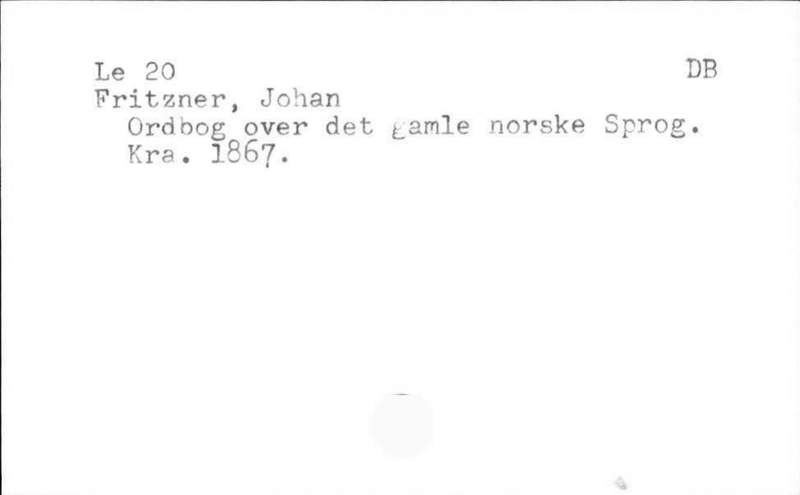 Le 20 DB
Fritzner, Johan
Ordbog over det gamle norske Sprog.
Kra. 1867.